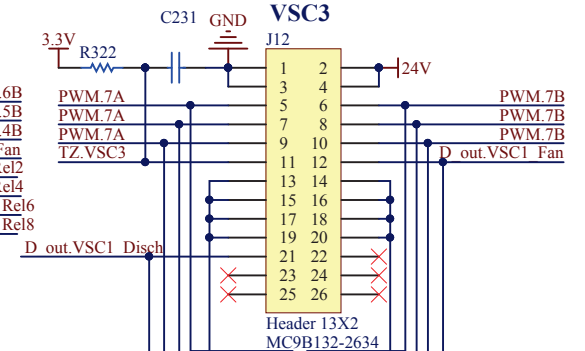 VSC3
C231 GND
J12
3.3V R322
1 2 24V
3 4
.6B PWM.7A 5 6 PWM.7B
.5B PWM.7A 7 8 PWM.7B
.4B PWM.7A 9 10 PWM.7B
Fan TZ.VSC3 11 12 D_out.VSC1_Fan
Rel2 13 14
Rel4 15 16
Rel6 17 18
Rel8 19 20
D_out.VSC1_Disch 21 22
23 24
25 26
Header 13X2
MC9B132-2634